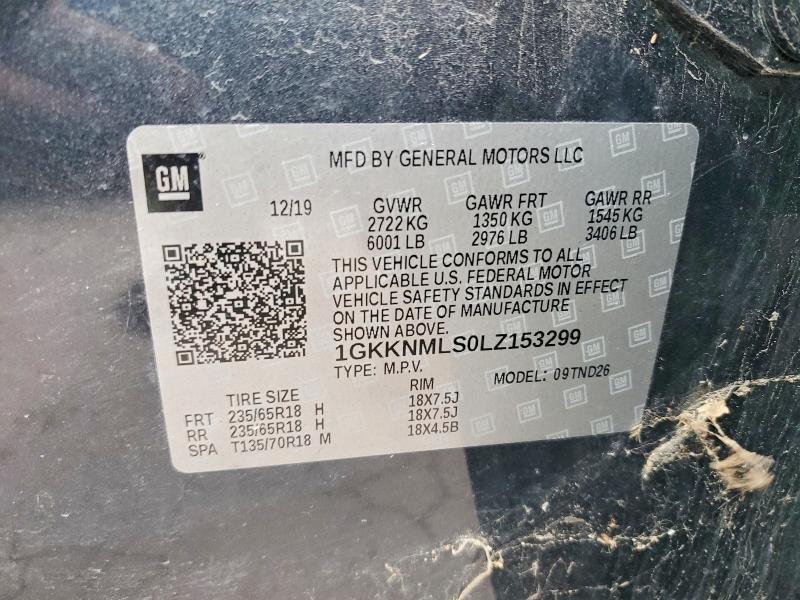 GM
MFD BY GENERAL MOTORS LLC
12/19 GVWR GAWR FRT GAWR RR
2722 KG 1350 KG 1545 KG
6001 LB 2976 LB 3406 LB
THIS VEHICLE CONFORMS TO ALL
APPLICABLE U.S. FEDERAL MOTOR
VEHICLE SAFETY STANDARDS IN EFFECT
ON THE DATE OF MANUFACTURE
SHOWN ABOVE.
1GKKNMLS0LZ153299
TYPE: M.P.V. MODEL: 09TND26
TIRE SIZE RIM
FRT 235/65R18 H 18X7.5J
RR 235/65R18 H 18X7.5J
SPA T135/70R18 M 18X4.5B